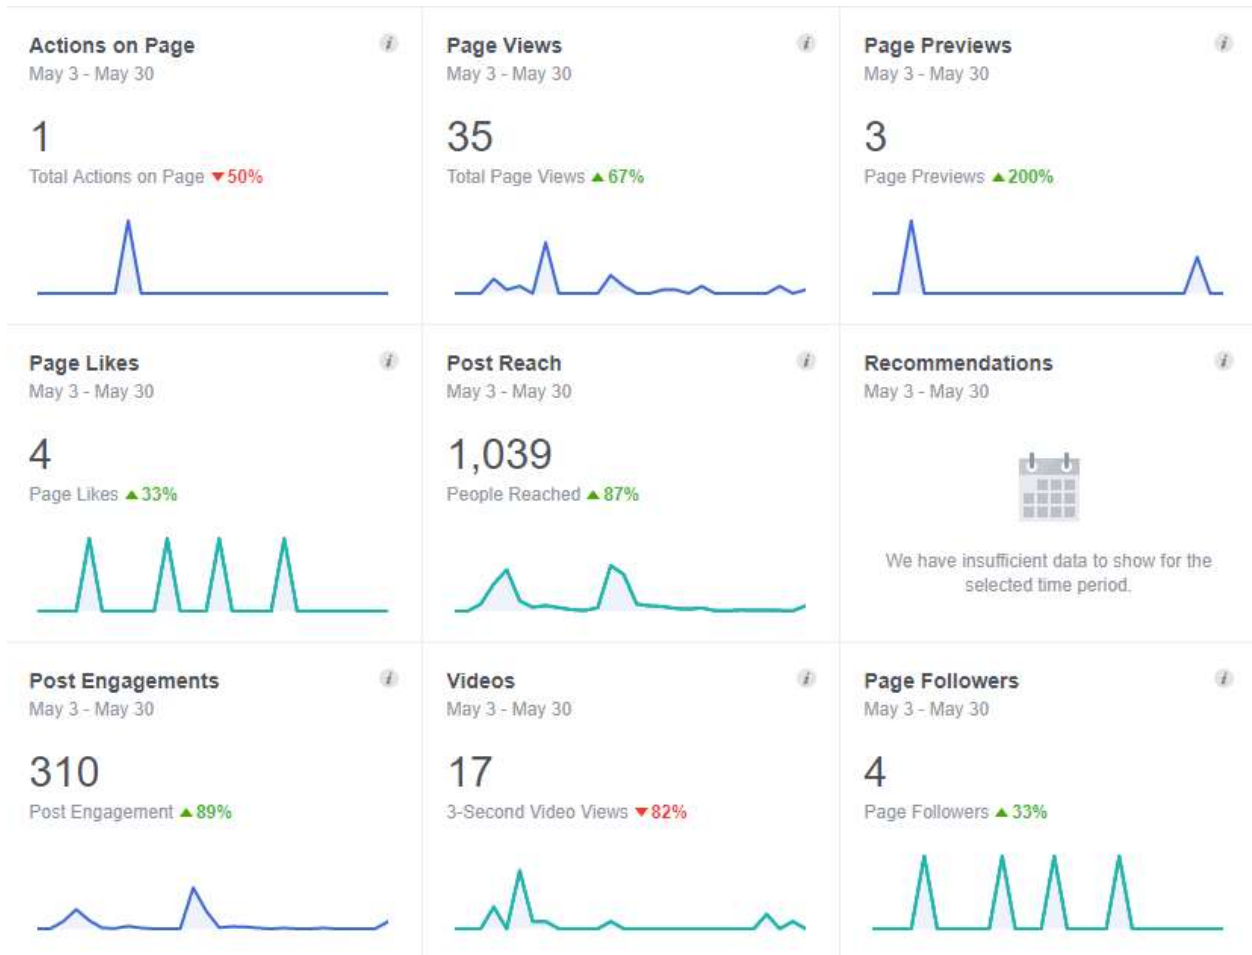 Actions on Page
May 3 - May 30
1
Total Actions on Page ▼50%
Page Views
May 3 - May 30
35
Total Page Views ▲67%
Page Previews
May 3 - May 30
3
Page Previews ▲200%
Page Likes
May 3 - May 30
4
Page Likes ▲33%
Post Reach
May 3 - May 30
1,039
People Reached ▲87%
Recommendations
May 3 - May 30
We have insufficient data to show for the
selected time period.
Post Engagements
May 3 - May 30
310
Post Engagement ▲89%
Videos
May 3 - May 30
17
3-Second Video Views ▼82%
Page Followers
May 3 - May 30
4
Page Followers ▲33%